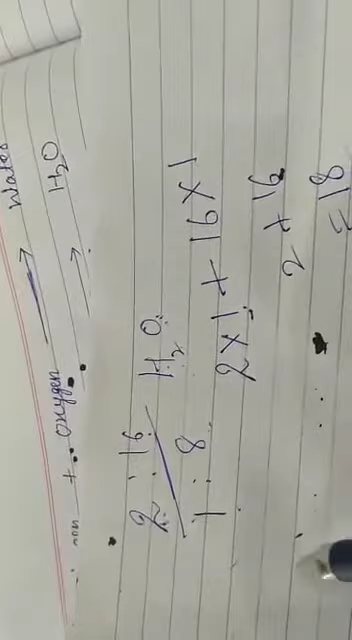 + Oxygen → Water
→ H₂O
2 : 16 H₂O
1 : 8
2 × 1 + 16 × 1
2 + 16
= 18